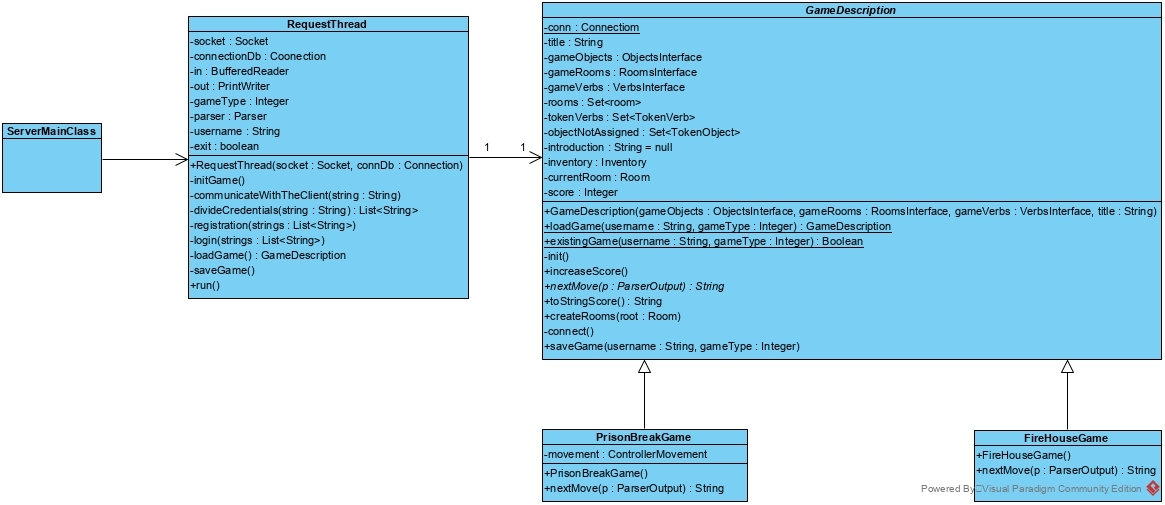 ServerMainClass
RequestThread
-socket : Socket
-connectionDb : Coonection
-in : BufferedReader
-out : PrintWriter
-gameType : Integer
-parser : Parser
-username : String
-exit : boolean
+RequestThread(socket : Socket, connDb : Connection)
-initGame()
-communicateWithTheClient(string : String)
-divideCredentials(string : String) : List<String>
-registration(strings : List<String>)
-login(strings : List<String>)
-loadGame() : GameDescription
-saveGame()
+run()
1
1
GameDescription
-conn : Connectiom
-title : String
-gameObjects : ObjectsInterface
-gameRooms : RoomsInterface
-gameVerbs : VerbsInterface
-rooms : Set<room>
-tokenVerbs : Set<TokenVerb>
-objectNotAssigned : Set<TokenObject>
-introduction : String = null
-inventory : Inventory
-currentRoom : Room
-score : Integer
+GameDescription(gameObjects : ObjectsInterface, gameRooms : RoomsInterface, gameVerbs : VerbsInterface, title : String)
+loadGame(username : String, gameType : Integer) : GameDescription
+existingGame(username : String, gameType : Integer) : Boolean
-init()
+increaseScore()
+nextMove(p : ParserOutput) : String
+toStringScore() : String
+createRooms(root : Room)
-connect()
+saveGame(username : String, gameType : Integer)
PrisonBreakGame
-movement : ControllerMovement
+PrisonBreakGame()
+nextMove(p : ParserOutput) : String
FireHouseGame
+FireHouseGame()
+nextMove(p : ParserOutput) : String
Powered By Visual Paradigm Community Edition